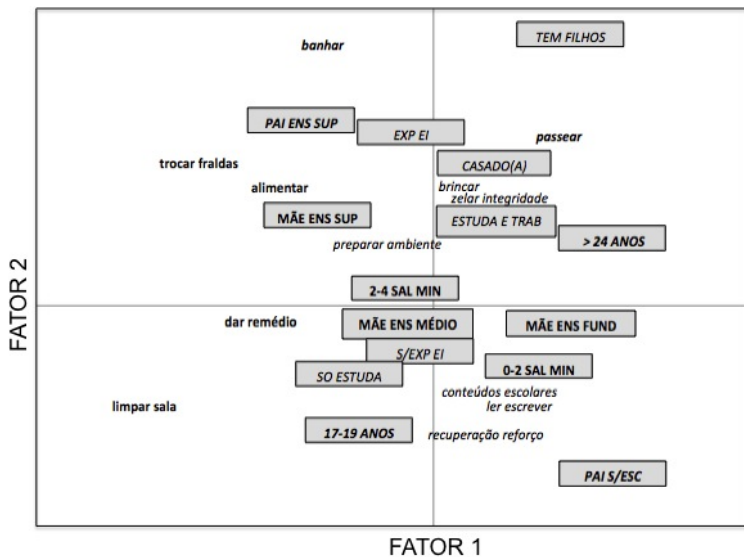 TEM FILHOS
banhar
PAI ENS SUP
EXP EI
passear
trocar fraldas
CASADO(A)
alimentar
brincar
zelar integridade
MÃE ENS SUP
ESTUDA E TRAB
> 24 ANOS
preparar ambiente
2-4 SAL MIN
FATOR 2
dar remédio
MÃE ENS MÉDIO
MÃE ENS FUND
S/EXP EI
0-2 SAL MIN
SO ESTUDA
conteúdos escolares
limpar sala
ler escrever
17-19 ANOS
recuperação reforço
PAI S/ESC
FATOR 1